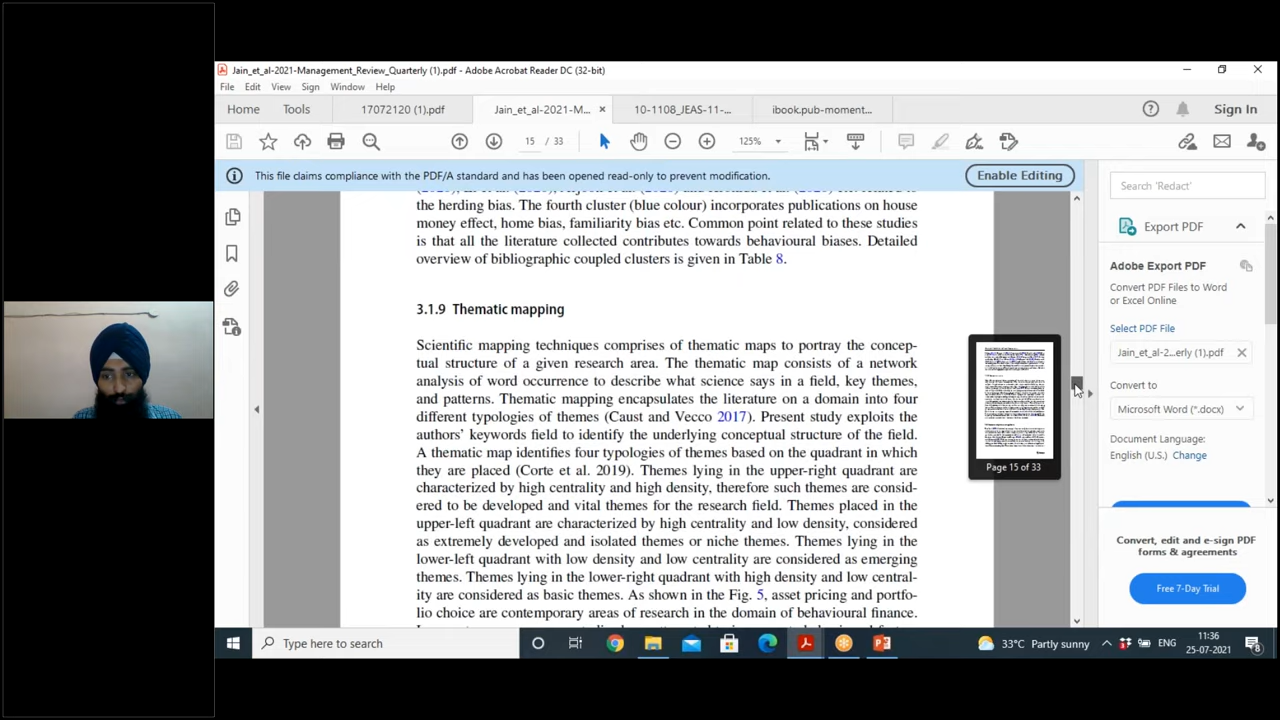 Jain_et_al-2021-Management_Review_Quarterly (1).pdf - Adobe Acrobat Reader DC (32-bit)
File Edit View Sign Window Help
Home Tools 17072120 (1).pdf Jain_et_al-2021-M... × 10-1108_JEAS-11-... ibook.pub-moment... Sign In
15 / 33 125%
This file claims compliance with the PDF/A standard and has been opened read-only to prevent modification. Enable Editing
the herding bias. The fourth cluster (blue colour) incorporates publications on house
money effect, home bias, familiarity bias etc. Common point related to these studies
is that all the literature collected contributes towards behavioural biases. Detailed
overview of bibliographic coupled clusters is given in Table 8.
3.1.9 Thematic mapping
Scientific mapping techniques comprises of thematic maps to portray the concep-
tual structure of a given research area. The thematic map consists of a network
analysis of word occurrence to describe what science says in a field, key themes,
and patterns. Thematic mapping encapsulates the literature on a domain into four
different typologies of themes (Caust and Vecco 2017). Present study exploits the
authors' keywords field to identify the underlying conceptual structure of the field.
A thematic map identifies four typologies of themes based on the quadrant in which
they are placed (Corte et al. 2019). Themes lying in the upper-right quadrant are
characterized by high centrality and high density, therefore such themes are consid-
ered to be developed and vital themes for the research field. Themes placed in the
upper-left quadrant are characterized by high centrality and low density, considered
as extremely developed and isolated themes or niche themes. Themes lying in the
lower-left quadrant with low density and low centrality are considered as emerging
themes. Themes lying in the lower-right quadrant with high density and low central-
ity are considered as basic themes. As shown in the Fig. 5, asset pricing and portfo-
lio choice are contemporary areas of research in the domain of behavioural finance.
Page 15 of 33
Search 'Redact'
Export PDF
Adobe Export PDF
Convert PDF Files to Word
or Excel Online
Select PDF File
Jain_et_al-2...erly (1).pdf ×
Convert to
Microsoft Word (*.docx)
Document Language:
English (U.S.) Change
Convert, edit and e-sign PDF
forms & agreements
Free 7-Day Trial
Type here to search
33°C Partly sunny
ENG
11:36
25-07-2021
8